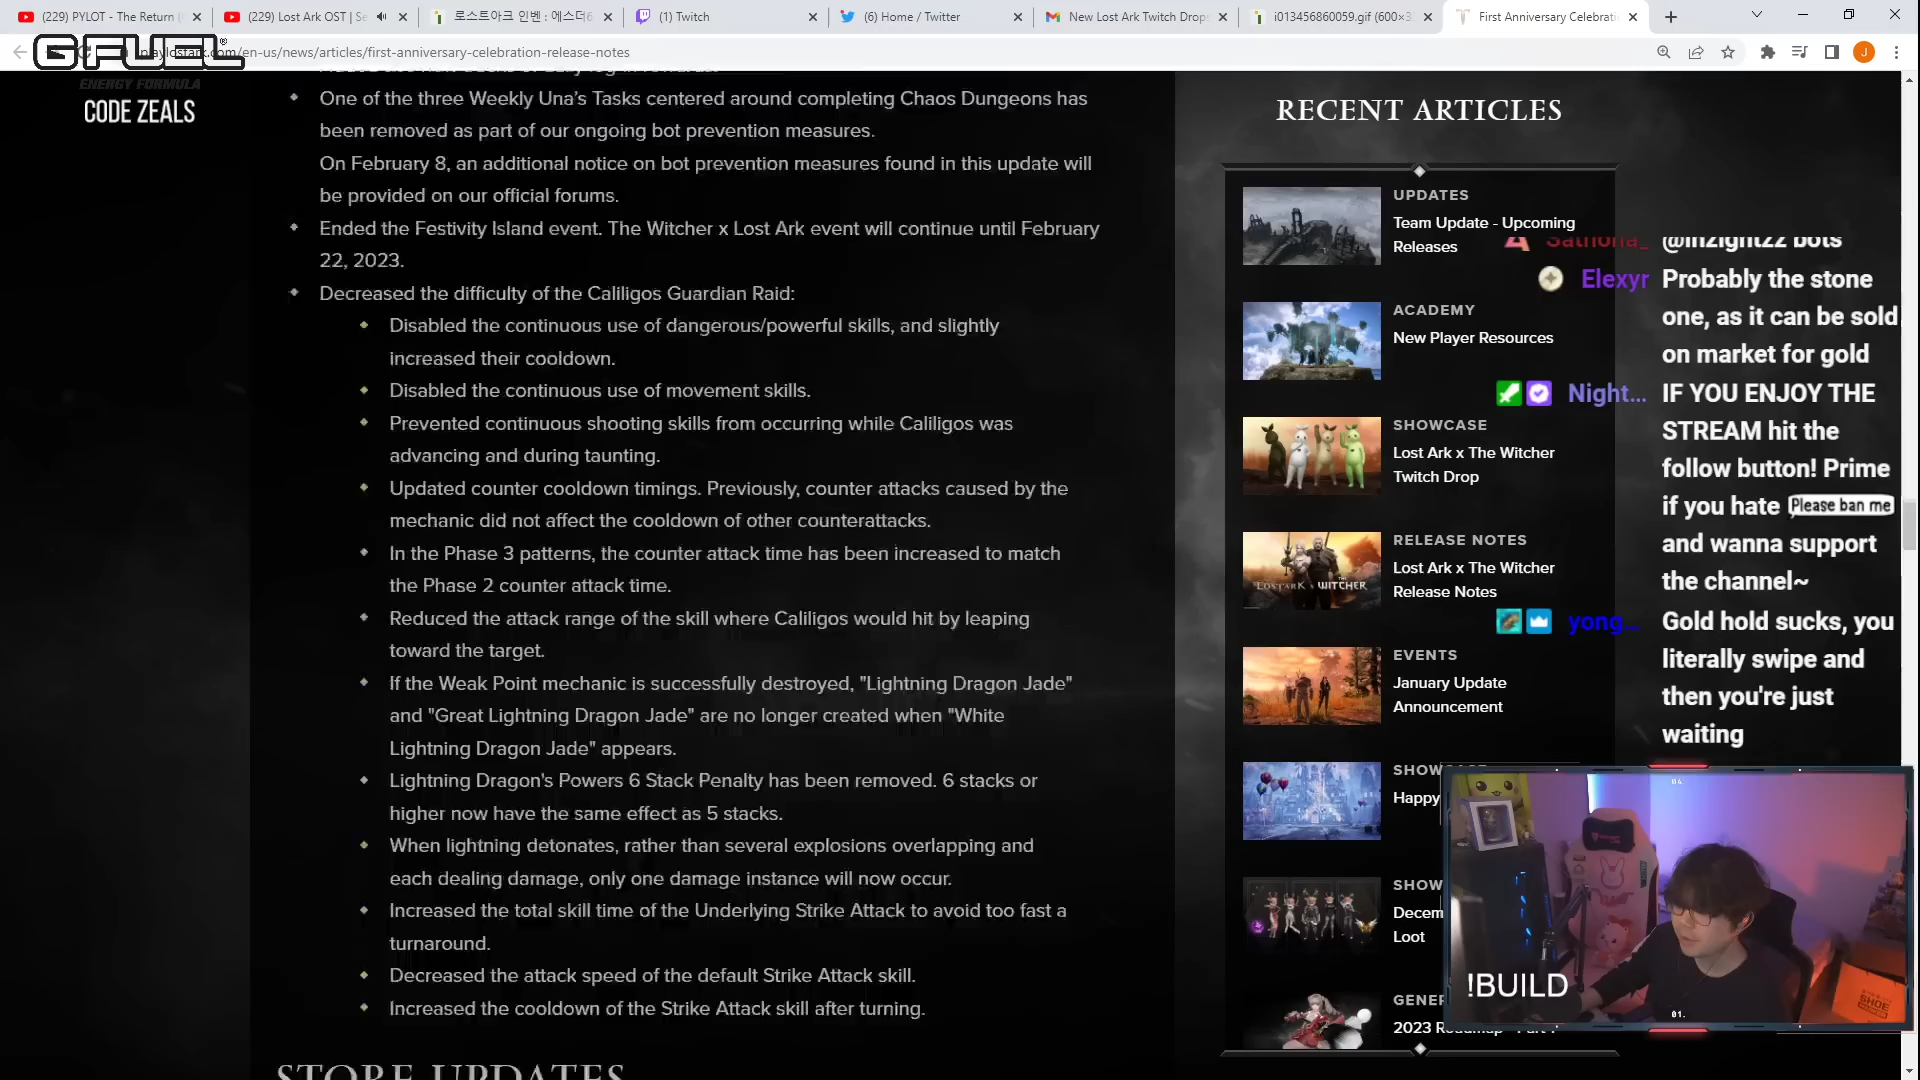 (229) PYLOT - The Return (
(229) Lost Ark OST | Se
로스트아크 인벤 : 에스더6
(1) Twitch
(6) Home / Twitter
New Lost Ark Twitch Drops
i013456860059.gif (600×3
First Anniversary Celebratio
playlostark.com/en-us/news/articles/first-anniversary-celebration-release-notes
J
GFUEL
ENERGY FORMULA
CODE ZEALS
One of the three Weekly Una's Tasks centered around completing Chaos Dungeons has
been removed as part of our ongoing bot prevention measures.
On February 8, an additional notice on bot prevention measures found in this update will
be provided on our official forums.
Ended the Festivity Island event. The Witcher x Lost Ark event will continue until February
22, 2023.
Decreased the difficulty of the Caliligos Guardian Raid:
Disabled the continuous use of dangerous/powerful skills, and slightly
increased their cooldown.
Disabled the continuous use of movement skills.
Prevented continuous shooting skills from occurring while Caliligos was
advancing and during taunting.
Updated counter cooldown timings. Previously, counter attacks caused by the
mechanic did not affect the cooldown of other counterattacks.
In the Phase 3 patterns, the counter attack time has been increased to match
the Phase 2 counter attack time.
Reduced the attack range of the skill where Caliligos would hit by leaping
toward the target.
If the Weak Point mechanic is successfully destroyed, "Lightning Dragon Jade"
and "Great Lightning Dragon Jade" are no longer created when "White
Lightning Dragon Jade" appears.
Lightning Dragon's Powers 6 Stack Penalty has been removed. 6 stacks or
higher now have the same effect as 5 stacks.
When lightning detonates, rather than several explosions overlapping and
each dealing damage, only one damage instance will now occur.
Increased the total skill time of the Underlying Strike Attack to avoid too fast a
turnaround.
Decreased the attack speed of the default Strike Attack skill.
Increased the cooldown of the Strike Attack skill after turning.
STORE UPDATES
RECENT ARTICLES
UPDATES
Team Update - Upcoming
Releases
ACADEMY
New Player Resources
SHOWCASE
Lost Ark x The Witcher
Twitch Drop
LOST ARK WITCHER
RELEASE NOTES
Lost Ark x The Witcher
Release Notes
EVENTS
January Update
Announcement
SHOW
Happy
SHOW
Decem
Loot
GENER
2023 Roadmap
@inzight22 bots
Elexyr Probably the stone
one, as it can be sold
on market for gold
Night... IF YOU ENJOY THE
STREAM hit the
follow button! Prime
if you hate Please ban me
and wanna support
the channel~
yong... Gold hold sucks, you
literally swipe and
then you're just
waiting
04
!BUILD
01.